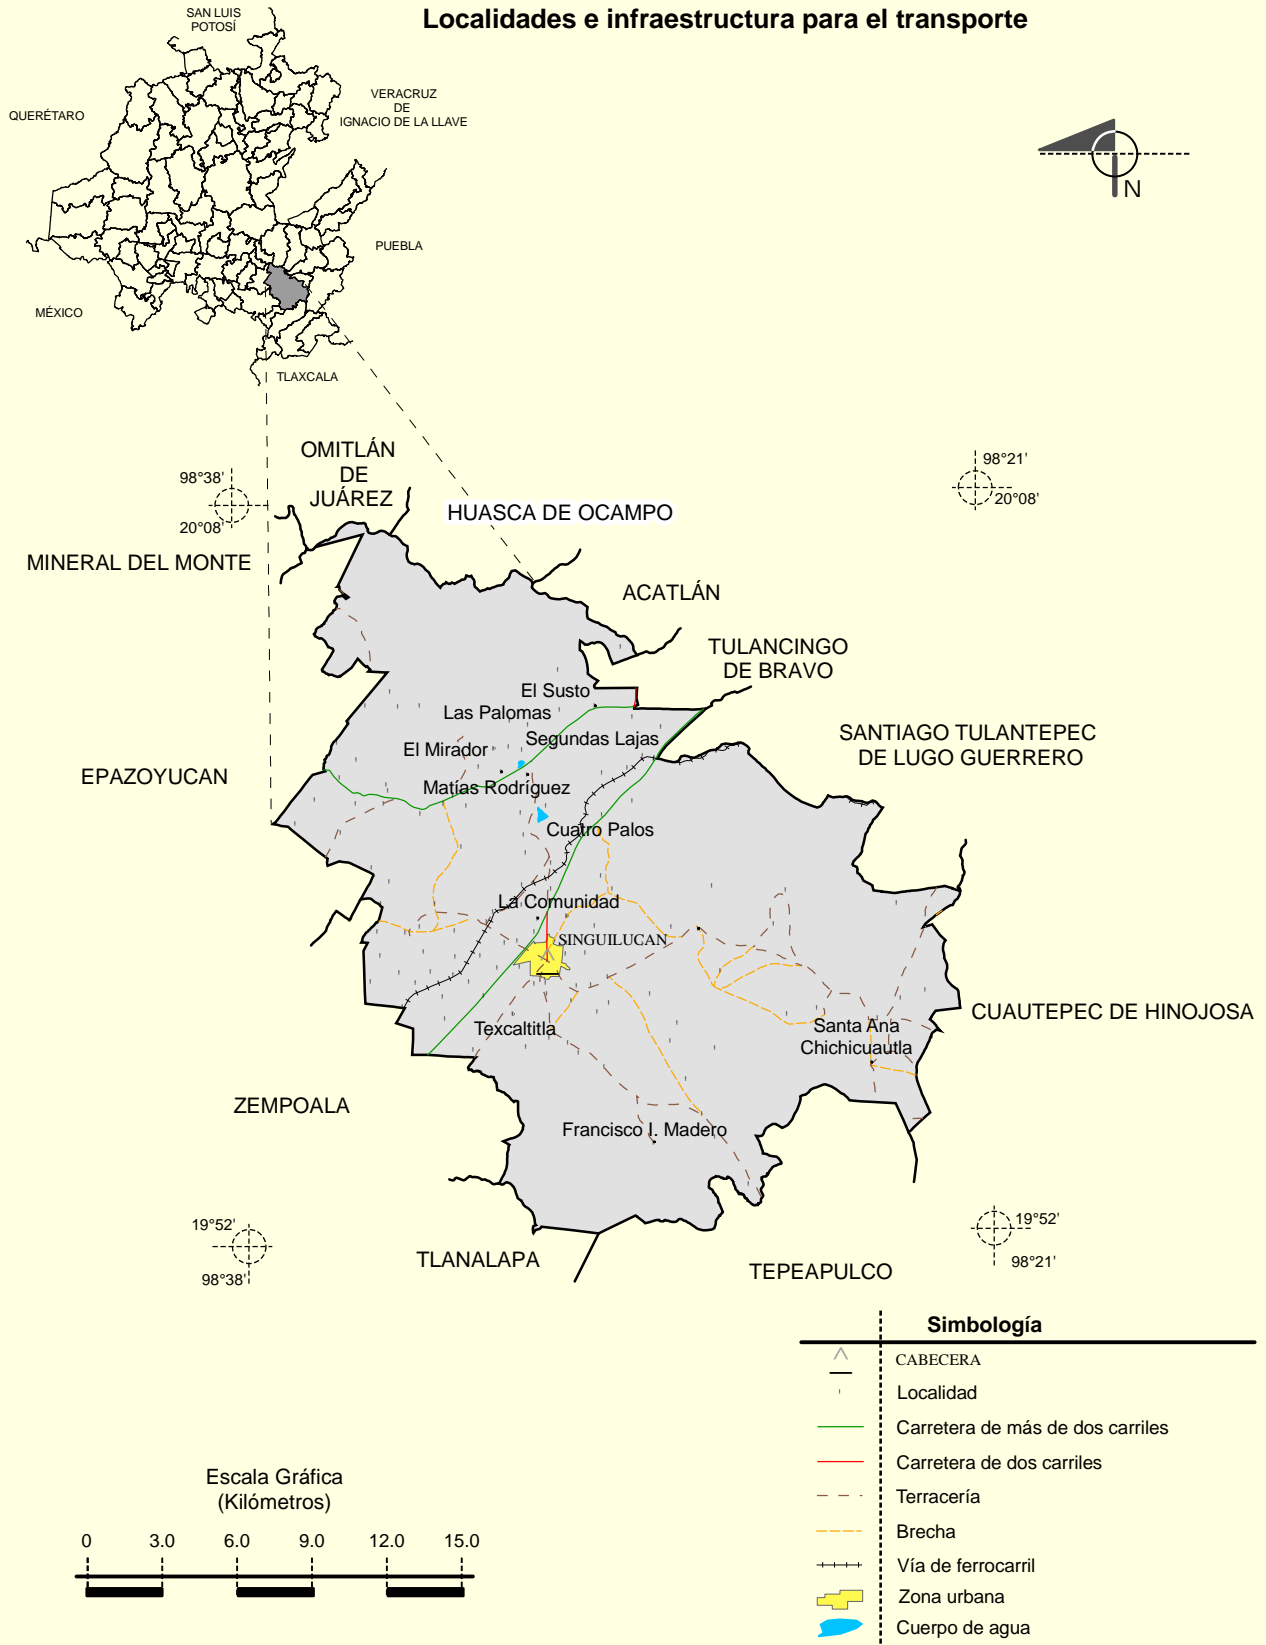 Localidades e infraestructura para el transporte
SAN LUIS
POTOSÍ
VERACRUZ
DE
IGNACIO DE LA LLAVE
QUERÉTARO
N
PUEBLA
MÉXICO
TLAXCALA
OMITLÁN
DE
JUÁREZ
98°38'
20°08'
98°21'
20°08'
HUASCA DE OCAMPO
MINERAL DEL MONTE
ACATLÁN
TULANCINGO
DE BRAVO
El Susto
Las Palomas
Segundas Lajas
El Mirador
SANTIAGO TULANTEPEC
DE LUGO GUERRERO
EPAZOYUCAN
Matías Rodríguez
Cuatro Palos
La Comunidad
SINGUILUCAN
CUAUTEPEC DE HINOJOSA
Texcaltitla
Santa Ana
Chichicuautla
ZEMPOALA
Francisco I. Madero
19°52'
98°38'
19°52'
98°21'
TLANALAPA
TEPEAPULCO
Simbología
CABECERA
Localidad
Carretera de más de dos carriles
Carretera de dos carriles
Terracería
Brecha
Vía de ferrocarril
Zona urbana
Cuerpo de agua
Escala Gráfica
(Kilómetros)
0 3.0 6.0 9.0 12.0 15.0